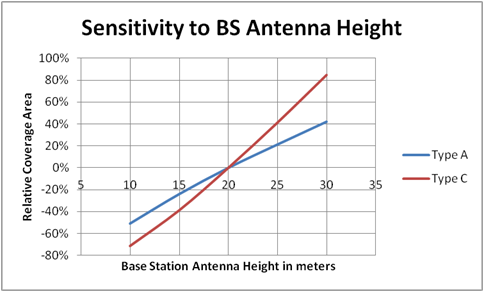 Sensitivity to BS Antenna Height
Relative Coverage Area
100%
80%
60%
40%
20%
0%
-20%
-40%
-60%
-80%
5 10 15 20 25 30 35
Type A
Type C
Base Station Antenna Height in meters